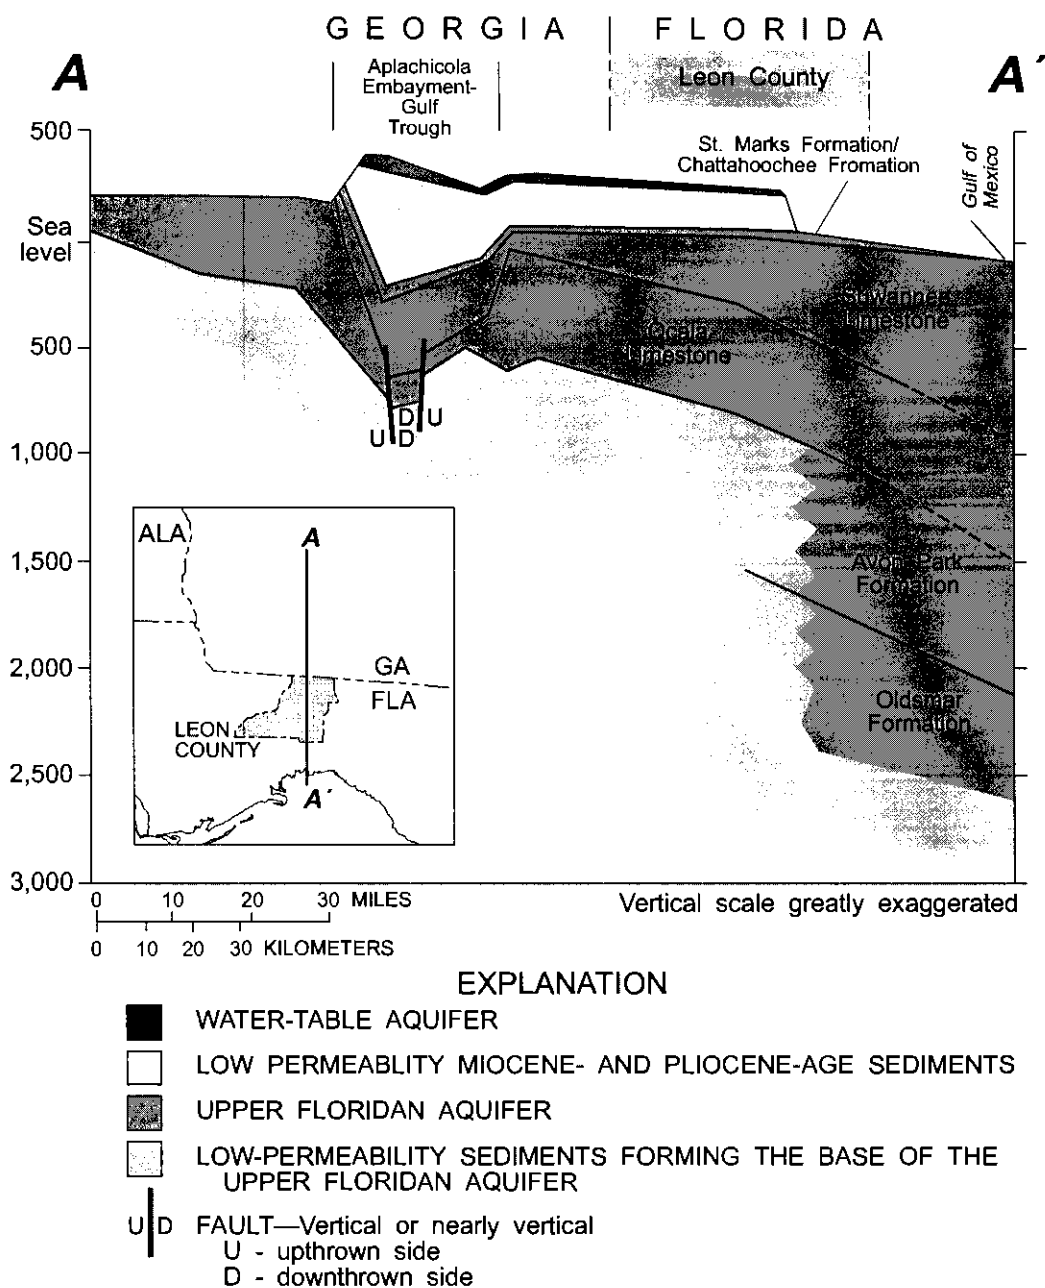 GEORGIA
FLORIDA
A
A′
Aplachicola
Embayment-
Gulf
Trough
Leon County
St. Marks Formation/
Chattahoochee Fromation
Gulf of
Mexico
500
Sea
level
500
1,000
1,500
2,000
2,500
3,000
Suwannee
Limestone
Ocala
Limestone
U
D
D
U
Avon Park
Formation
Oldsmar
Formation
ALA
A
GA
FLA
LEON
COUNTY
A′
0 10 20 30 MILES
0 10 20 30 KILOMETERS
Vertical scale greatly exaggerated
EXPLANATION
WATER-TABLE AQUIFER
LOW PERMEABLITY MIOCENE- AND PLIOCENE-AGE SEDIMENTS
UPPER FLORIDAN AQUIFER
LOW-PERMEABILITY SEDIMENTS FORMING THE BASE OF THE
UPPER FLORIDAN AQUIFER
U D FAULT—Vertical or nearly vertical
U - upthrown side
D - downthrown side